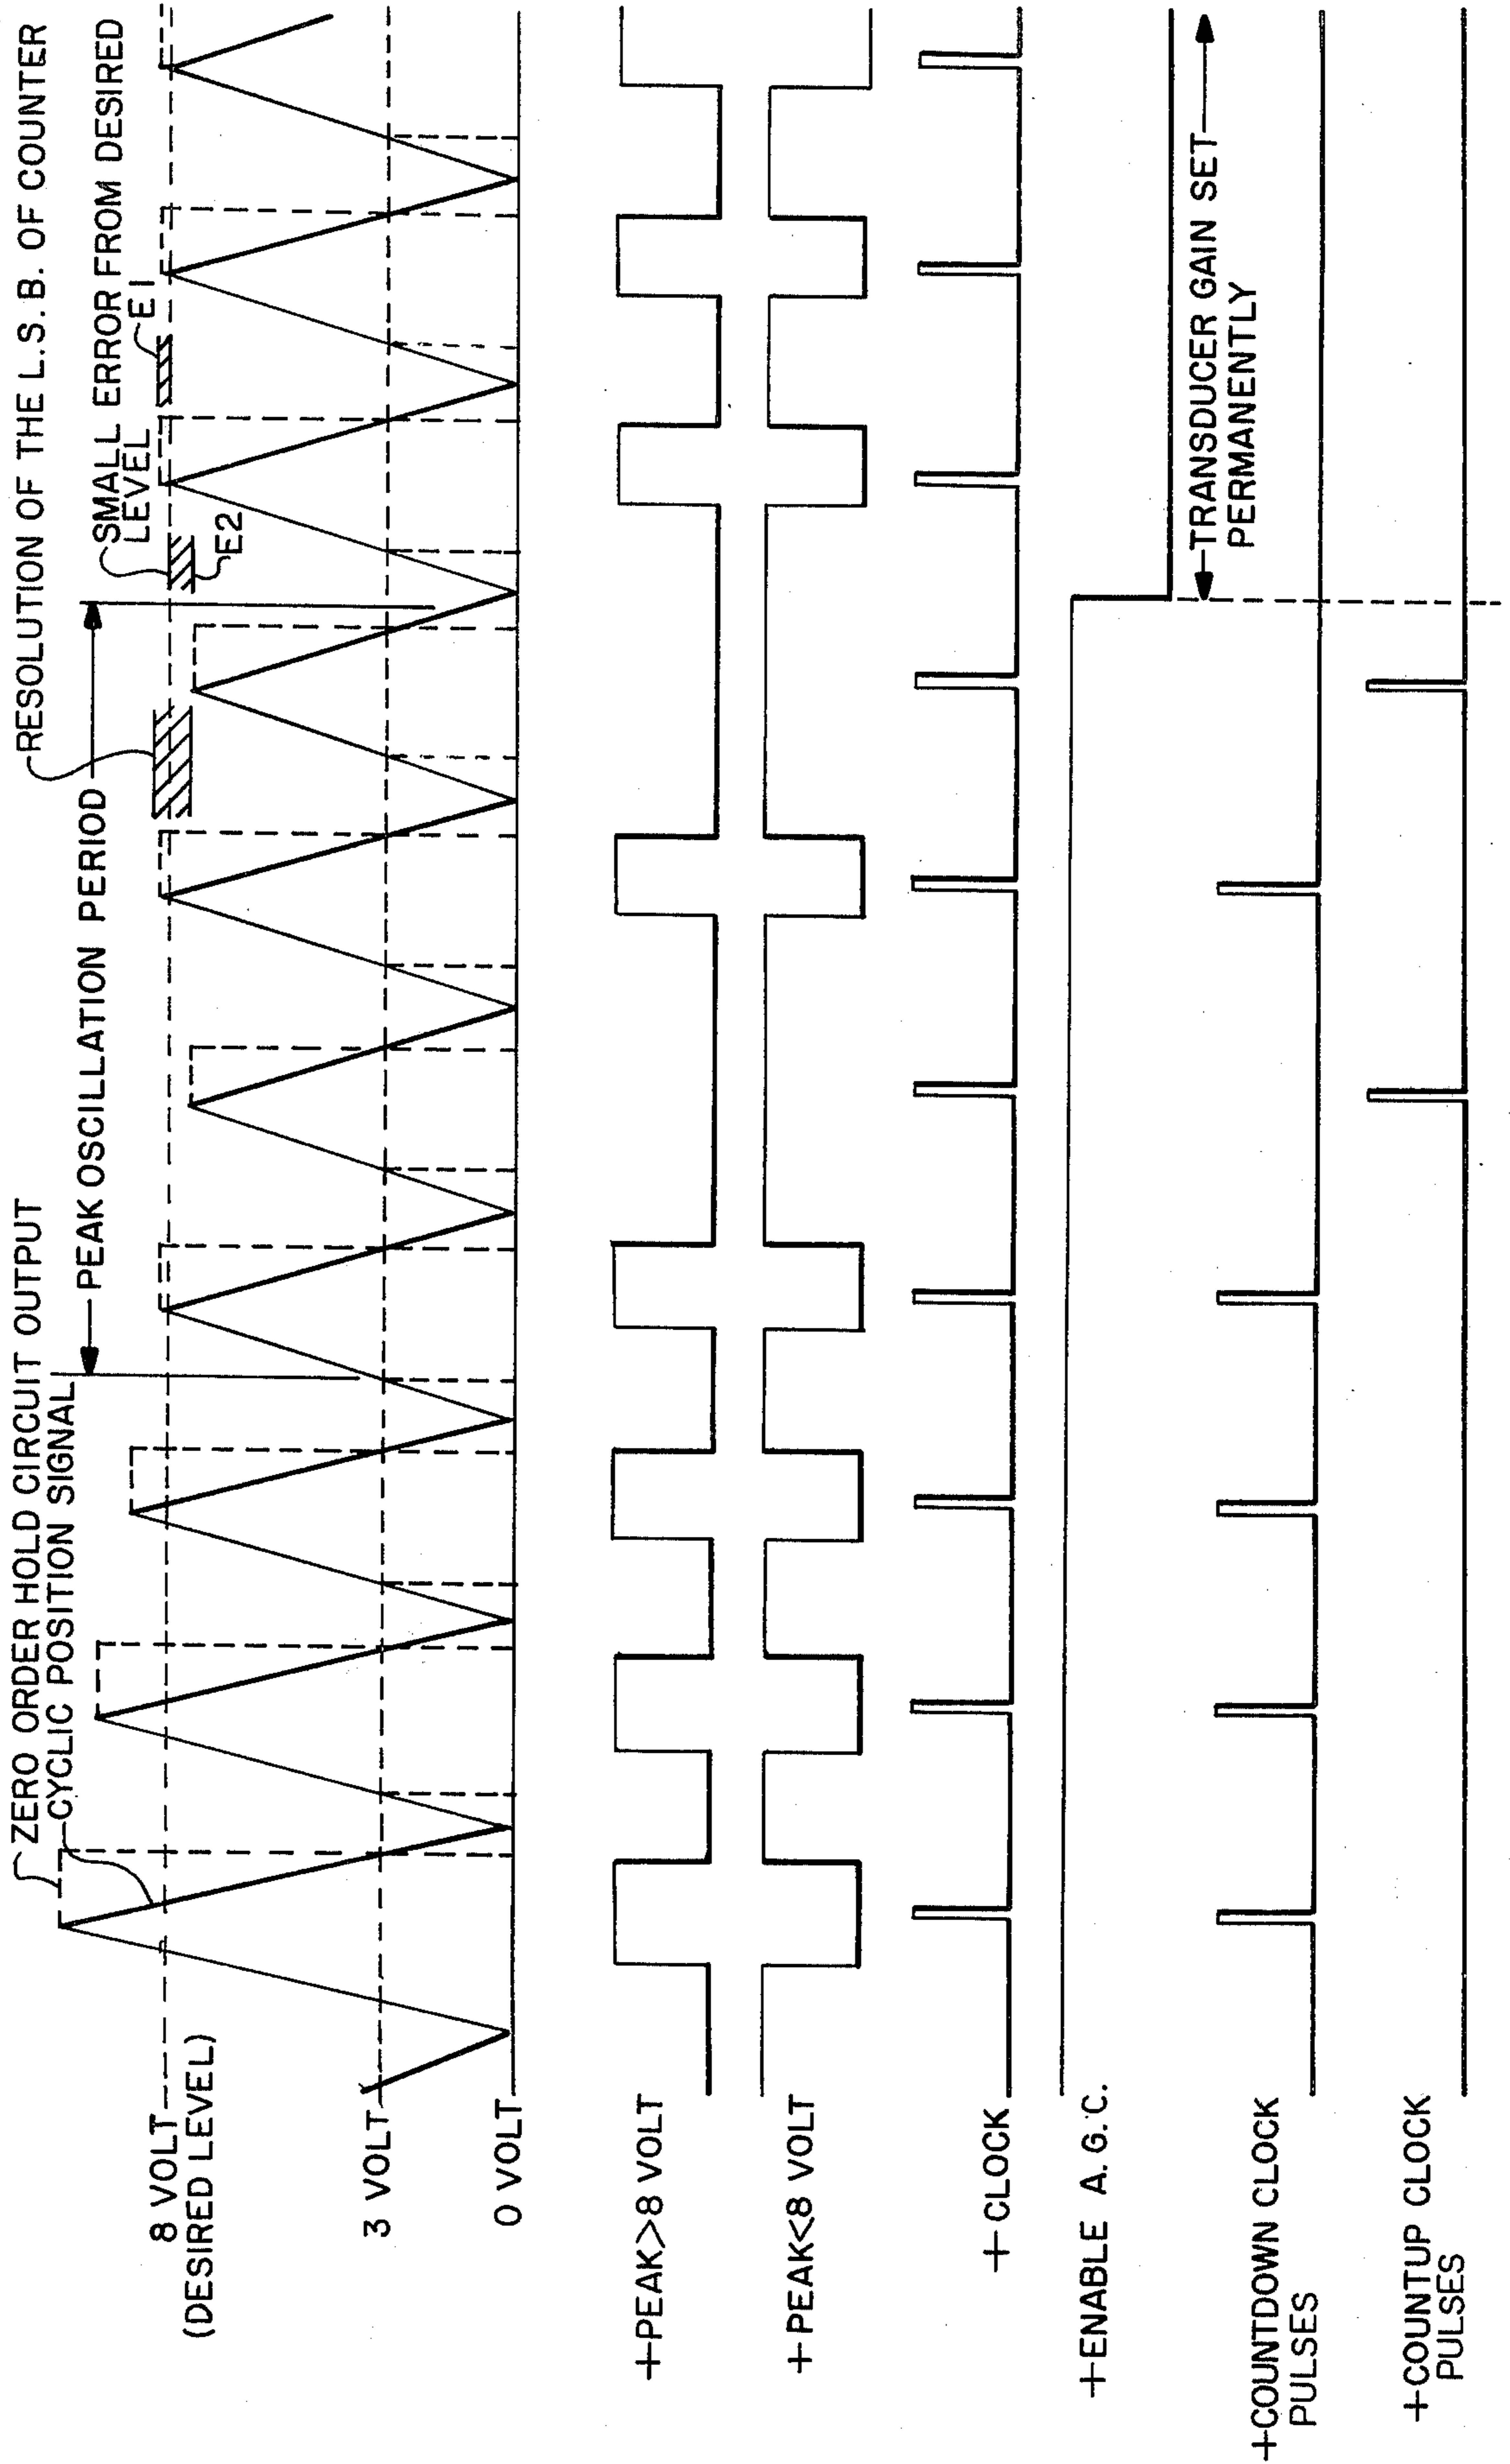 ZERO ORDER HOLD CIRCUIT OUTPUT
CYCLIC POSITION SIGNAL
PEAK OSCILLATION PERIOD
RESOLUTION OF THE L.S.B. OF COUNTER
SMALL ERROR FROM DESIRED
LEVEL
E1
E2
8 VOLT
(DESIRED LEVEL)
3 VOLT
0 VOLT
+PEAK>8 VOLT
+PEAK<8 VOLT
+CLOCK
+ENABLE A.G.C.
TRANSDUCER GAIN SET
PERMANENTLY
+COUNTDOWN CLOCK
PULSES
+COUNTUP CLOCK
PULSES